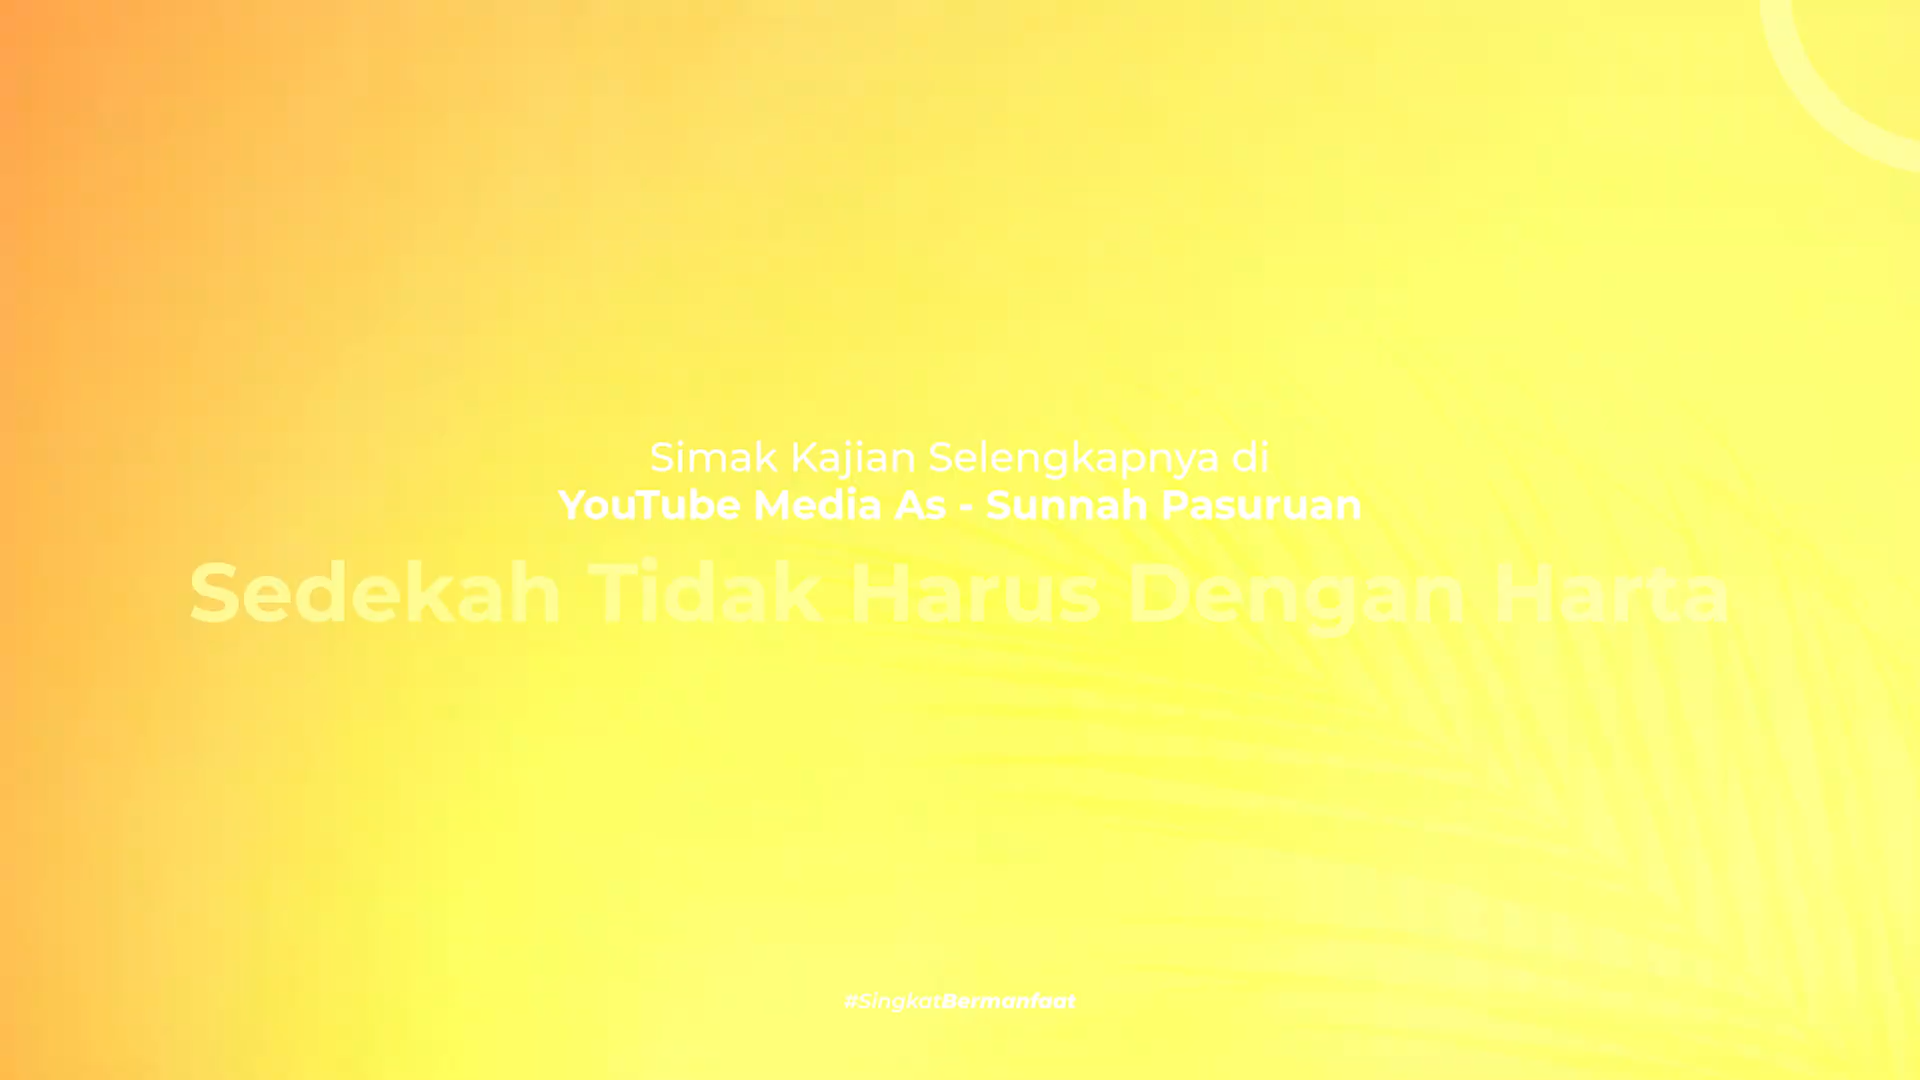 Simak Kajian Selengkapnya di
YouTube Media As - Sunnah Pasuruan
Sedekah Tidak Harus Dengan Harta
#SingkatBermanfaat